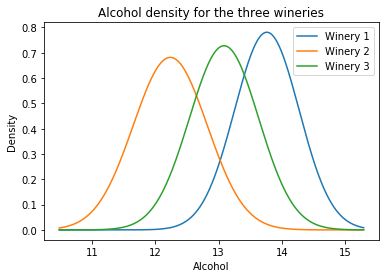 Alcohol density for the three wineries
Winery 1
Winery 2
Winery 3
Density
0.8
0.7
0.6
0.5
0.4
0.3
0.2
0.1
0.0
11 12 13 14 15
Alcohol